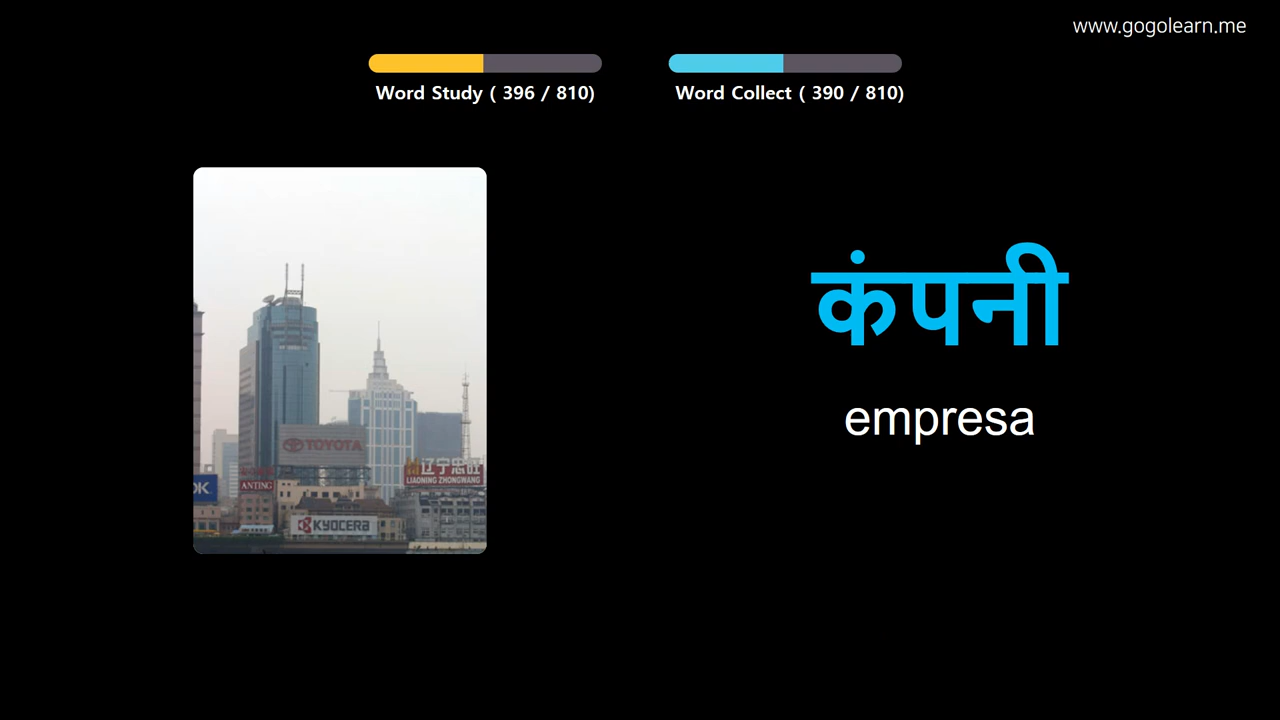 www.gogolearn.me
Word Study ( 396 / 810)
Word Collect ( 390 / 810)
कंपनी
empresa
TOYOTA
辽宁忠旺
LIAONING ZHONGWANG
ANTING
OK
KYOCERA